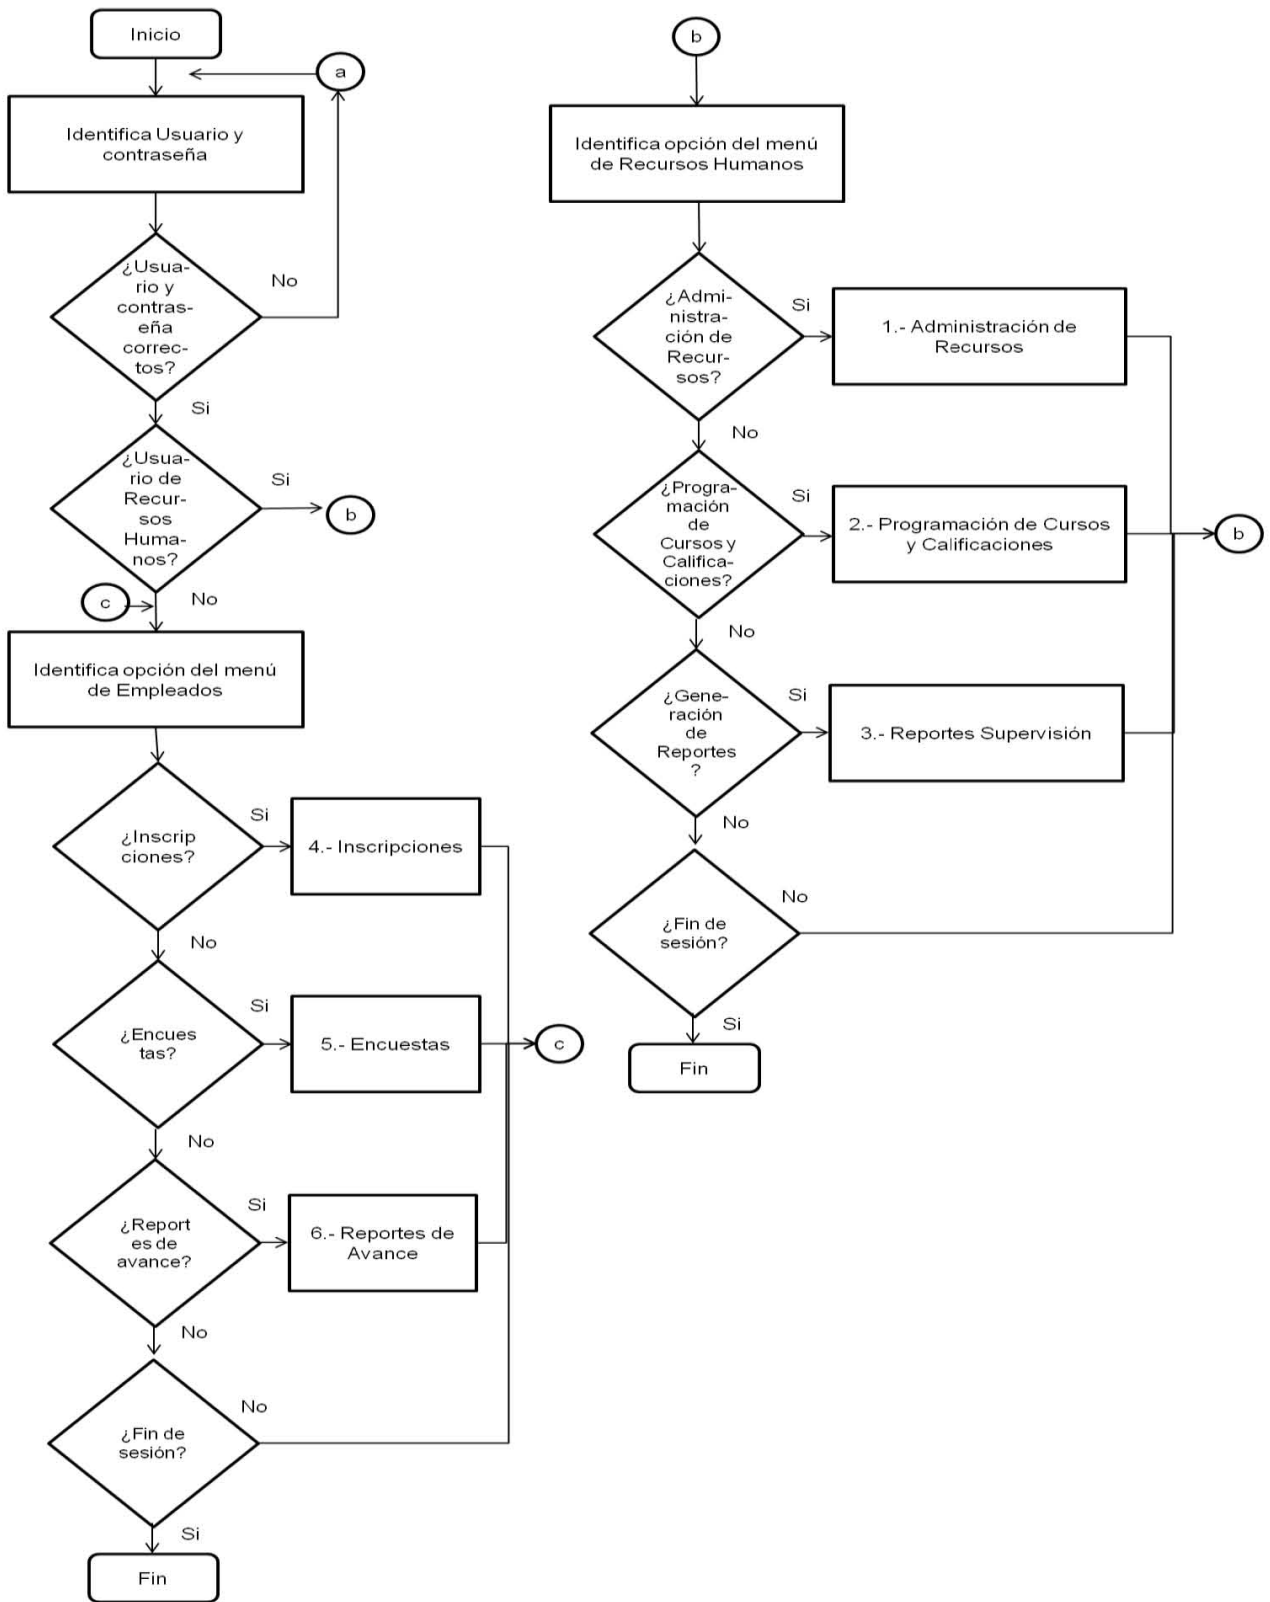 Inicio
a
Identifica Usuario y
contraseña
¿Usua-
rio y
contras-
eña
correc-
tos?
No
Si
¿Usua-
rio de
Recur-
sos
Huma-
nos?
Si
b
No
c
Identifica opción del menú
de Empleados
¿Inscrip
ciones?
Si
4.- Inscripciones
No
¿Encues
tas?
Si
5.- Encuestas
c
No
¿Report
es de
avance?
Si
6.- Reportes de
Avance
No
¿Fin de
sesión?
No
Si
Fin
b
Identifica opción del menú
de Recursos Humanos
¿Admi-
nistra-
ción de
Recur-
sos?
Si
1.- Administración de
Recursos
No
¿Progra-
mación
de
Cursos y
Califica-
ciones?
Si
2.- Programación de Cursos
y Calificaciones
b
No
¿Gene-
ración
de
Reportes
?
Si
3.- Reportes Supervisión
No
¿Fin de
sesión?
No
Si
Fin